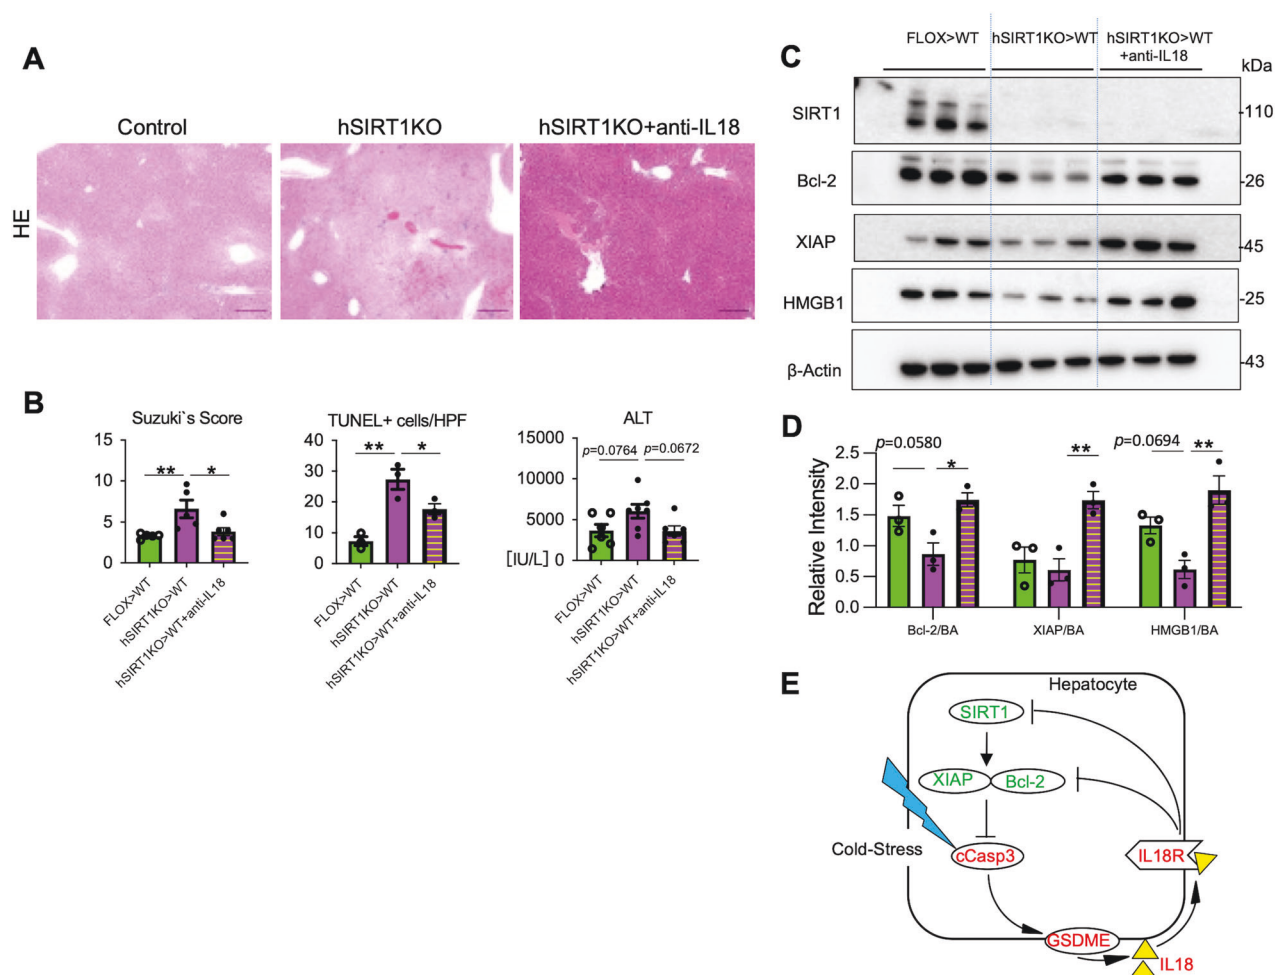 A
Control
hSIRT1KO
hSIRT1KO+anti-IL18
HE
B
Suzuki`s Score
15
10
5
0
**
*
FLOX>WT
hSIRT1KO>WT
hSIRT1KO>WT+anti-IL18
TUNEL+ cells/HPF
40
30
20
10
0
**
*
FLOX>WT
hSIRT1KO>WT
hSIRT1KO>WT+anti-IL18
ALT
15000
10000
5000
0
[IU/L]
p=0.0764
p=0.0672
FLOX>WT
hSIRT1KO>WT
hSIRT1KO>WT+anti-IL18
C
FLOX>WT
hSIRT1KO>WT
hSIRT1KO>WT
+anti-IL18
kDa
SIRT1
-110
Bcl-2
-26
XIAP
-45
HMGB1
-25
β-Actin
-43
D
Relative Intensity
2.5
2.0
1.5
1.0
0.5
0.0
p=0.0580
*
**
p=0.0694
**
Bcl-2/BA
XIAP/BA
HMGB1/BA
E
Hepatocyte
SIRT1
XIAP
Bcl-2
Cold-Stress
cCasp3
IL18R
GSDME
IL18